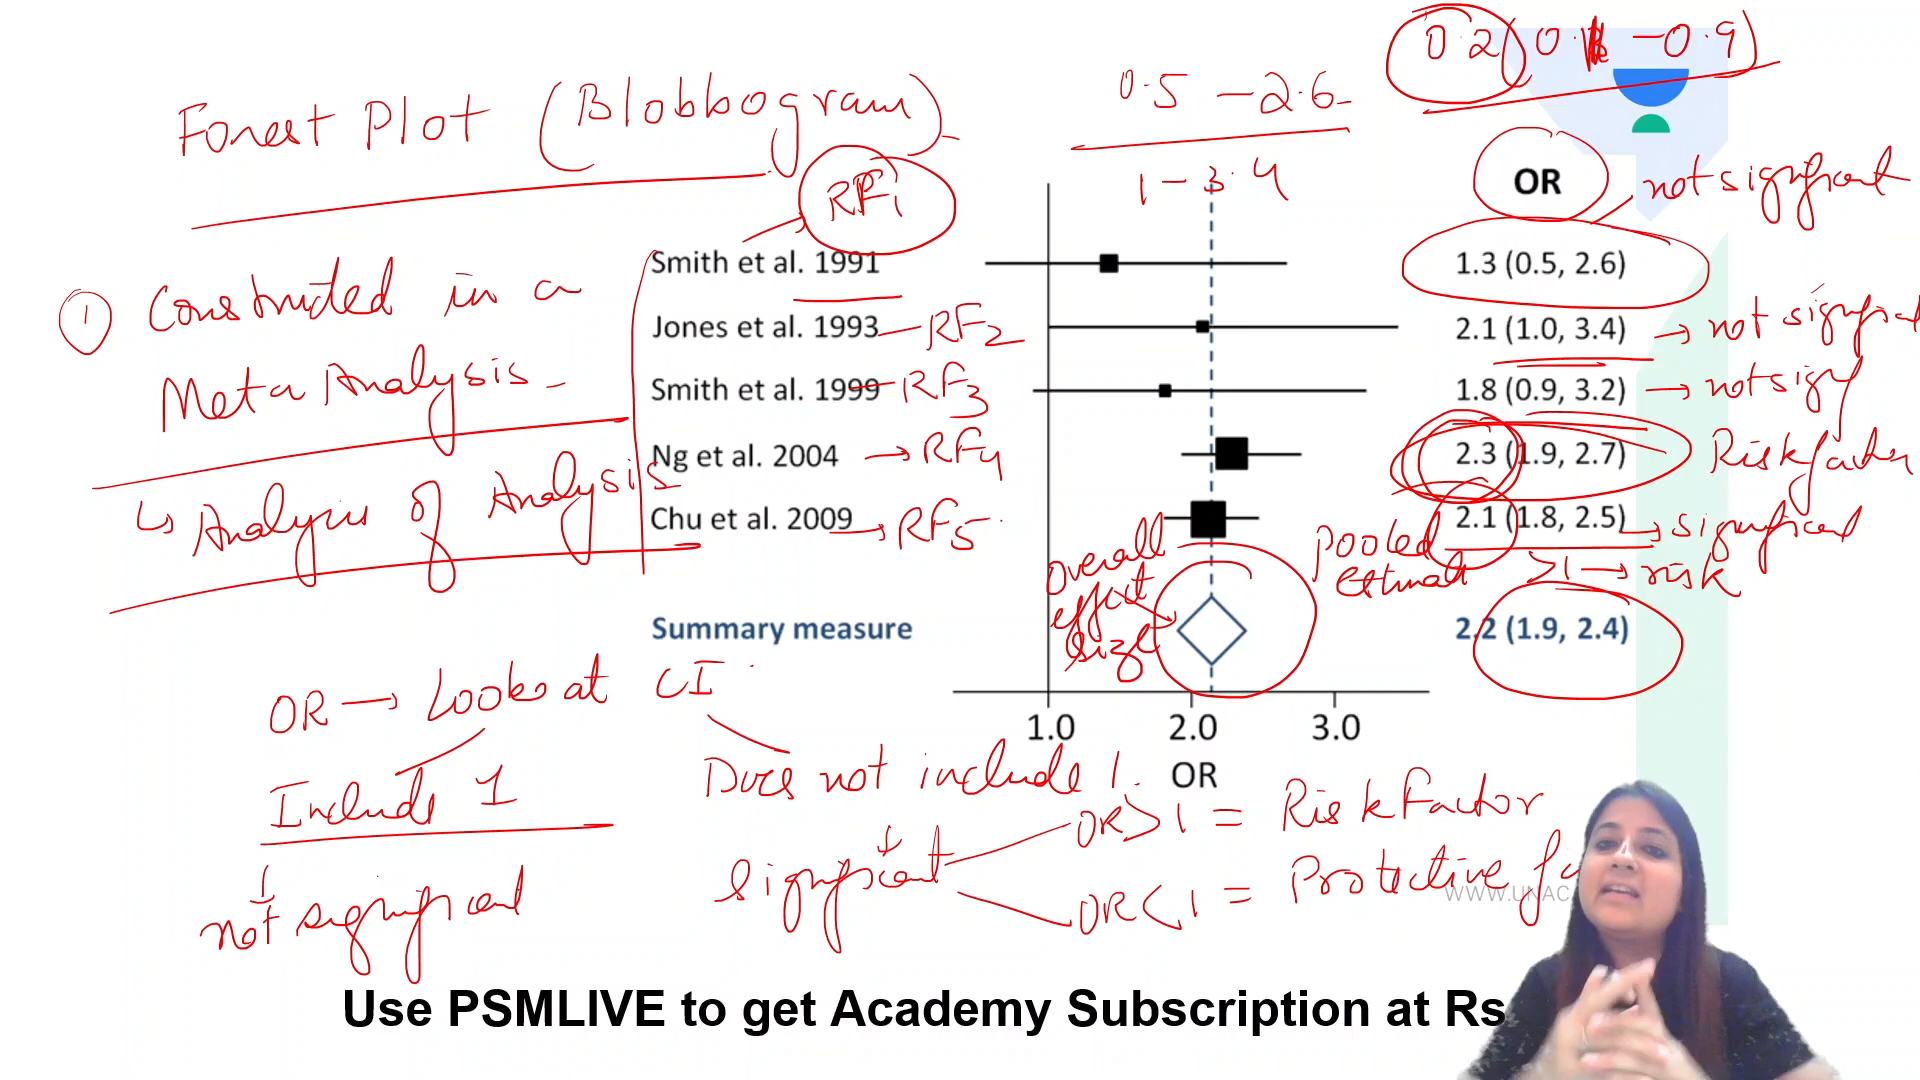 0.2 (0. - 0.9)
Forest Plot (Blobbogram)
0.5 - 2.6
1 - 3.4
RF1
OR
not significant
Smith et al. 1991
1.3 (0.5, 2.6)
Jones et al. 1993
RF2
2.1 (1.0, 3.4)
→ not significant
Smith et al. 1999
RF3
1.8 (0.9, 3.2)
→ not sign
Ng et al. 2004
→ RF4
2.3 (1.9, 2.7)
Risk factor
Chu et al. 2009
→ RF5
2.1 (1.8, 2.5)
→ significant
>1 → risk
① Constructed in a
Meta Analysis
↳ Analysis of Analysis
Overall
effect
size
Pooled
estimate
Summary measure
2.2 (1.9, 2.4)
1.0 2.0 3.0
OR
OR → Looks at CI
Include 1
↓
not significant
Does not include 1.
↓
significant
OR > 1 = Risk Factor
OR < 1 = Protective fa
WWW.UNAC
Use PSMLIVE to get Academy Subscription at Rs